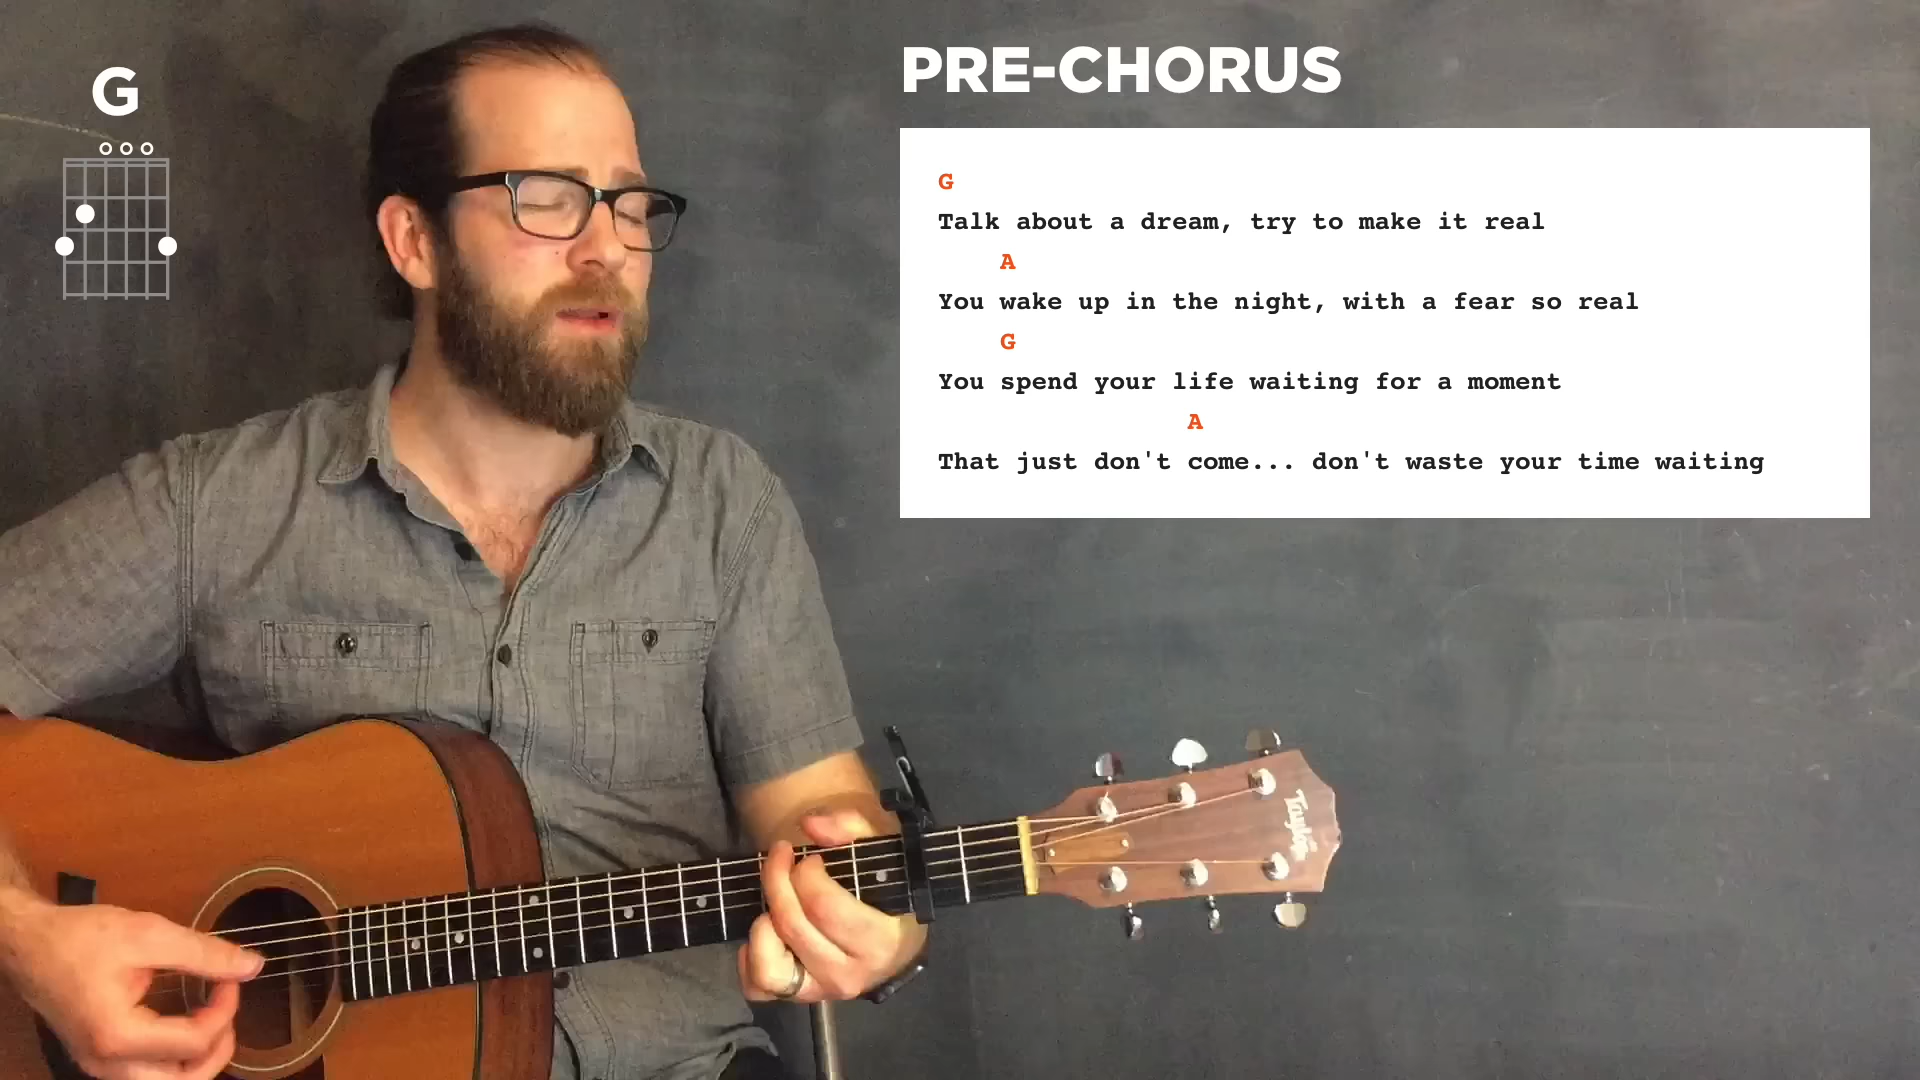 G
PRE-CHORUS
G
Talk about a dream, try to make it real
A
You wake up in the night, with a fear so real
G
You spend your life waiting for a moment
A
That just don't come... don't waste your time waiting
Taylor